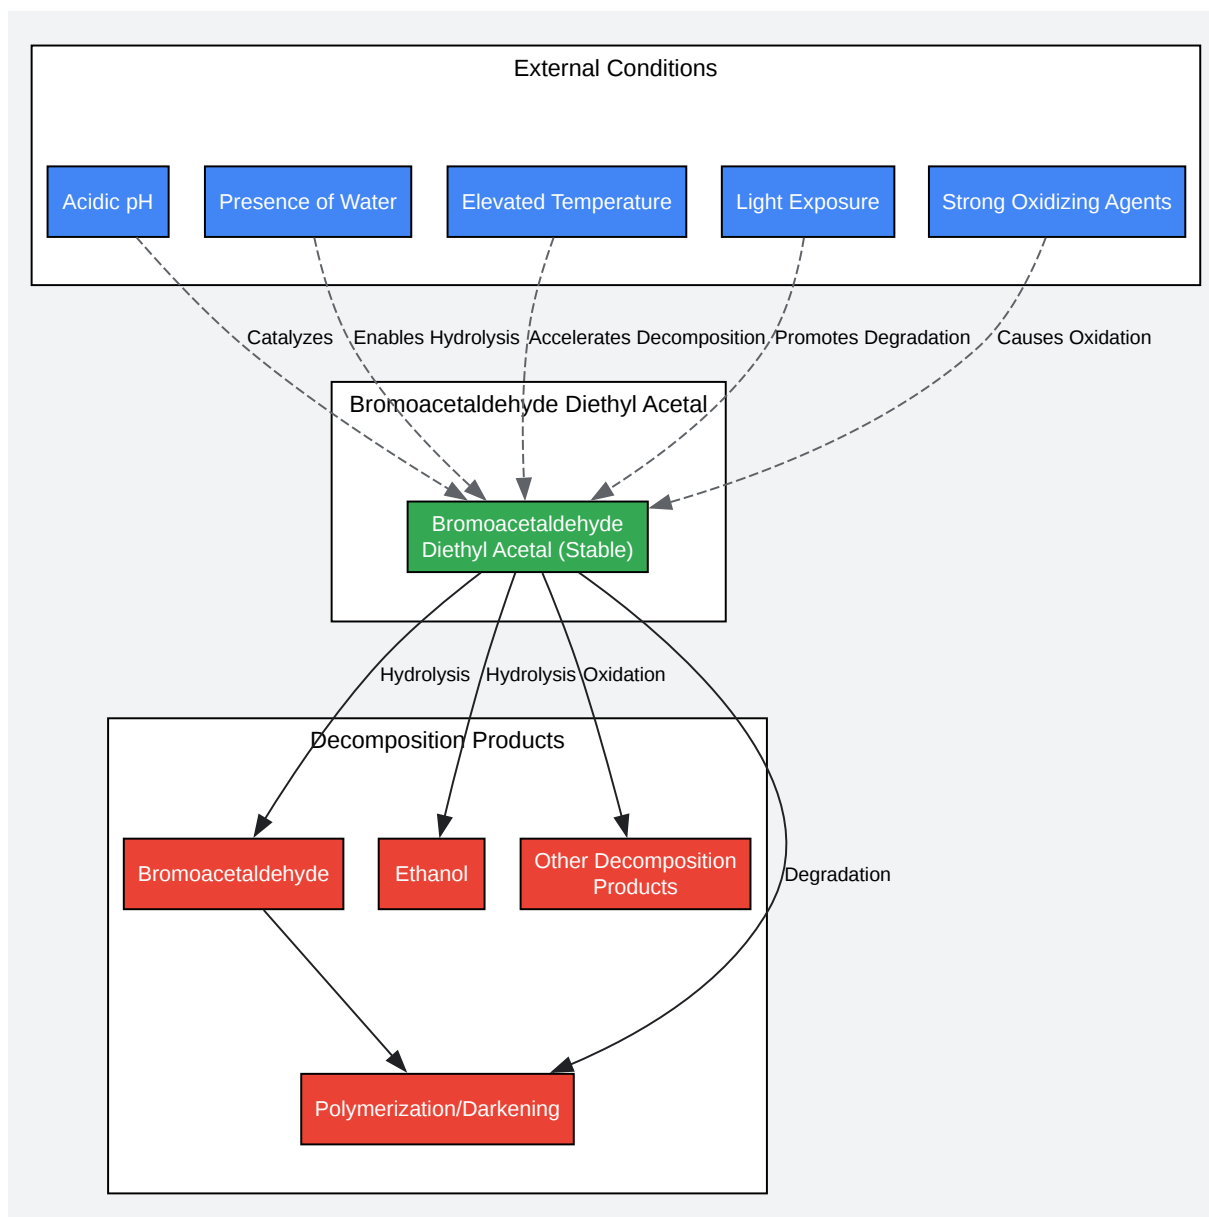 External Conditions
Acidic pH
Presence of Water
Elevated Temperature
Light Exposure
Strong Oxidizing Agents
Catalyzes
Enables Hydrolysis
Accelerates Decomposition
Promotes Degradation
Causes Oxidation
Bromoacetaldehyde Diethyl Acetal
Bromoacetaldehyde
Diethyl Acetal (Stable)
Hydrolysis
Hydrolysis
Oxidation
Decomposition Products
Bromoacetaldehyde
Ethanol
Other Decomposition
Products
Degradation
Polymerization/Darkening